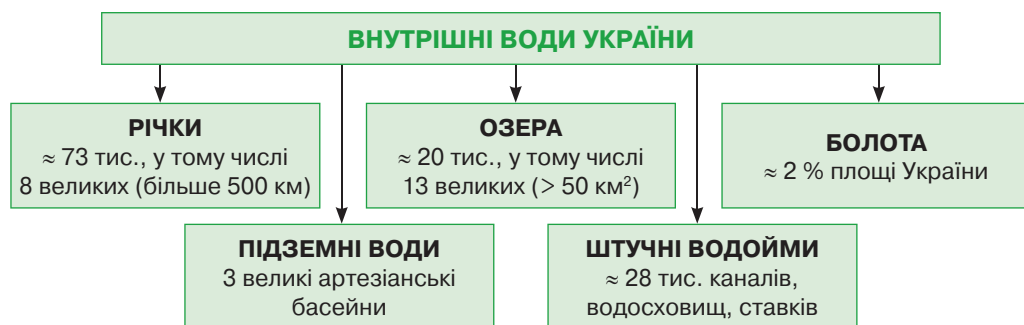 ВНУТРІШНІ ВОДИ УКРАЇНИ
РІЧКИ
≈ 73 тис., у тому числі
8 великих (більше 500 км)
ОЗЕРА
≈ 20 тис., у тому числі
13 великих (> 50 км²)
БОЛОТА
≈ 2 % площі України
ПІДЗЕМНІ ВОДИ
3 великі артезіанські
басейни
ШТУЧНІ ВОДОЙМИ
≈ 28 тис. каналів,
водосховищ, ставків